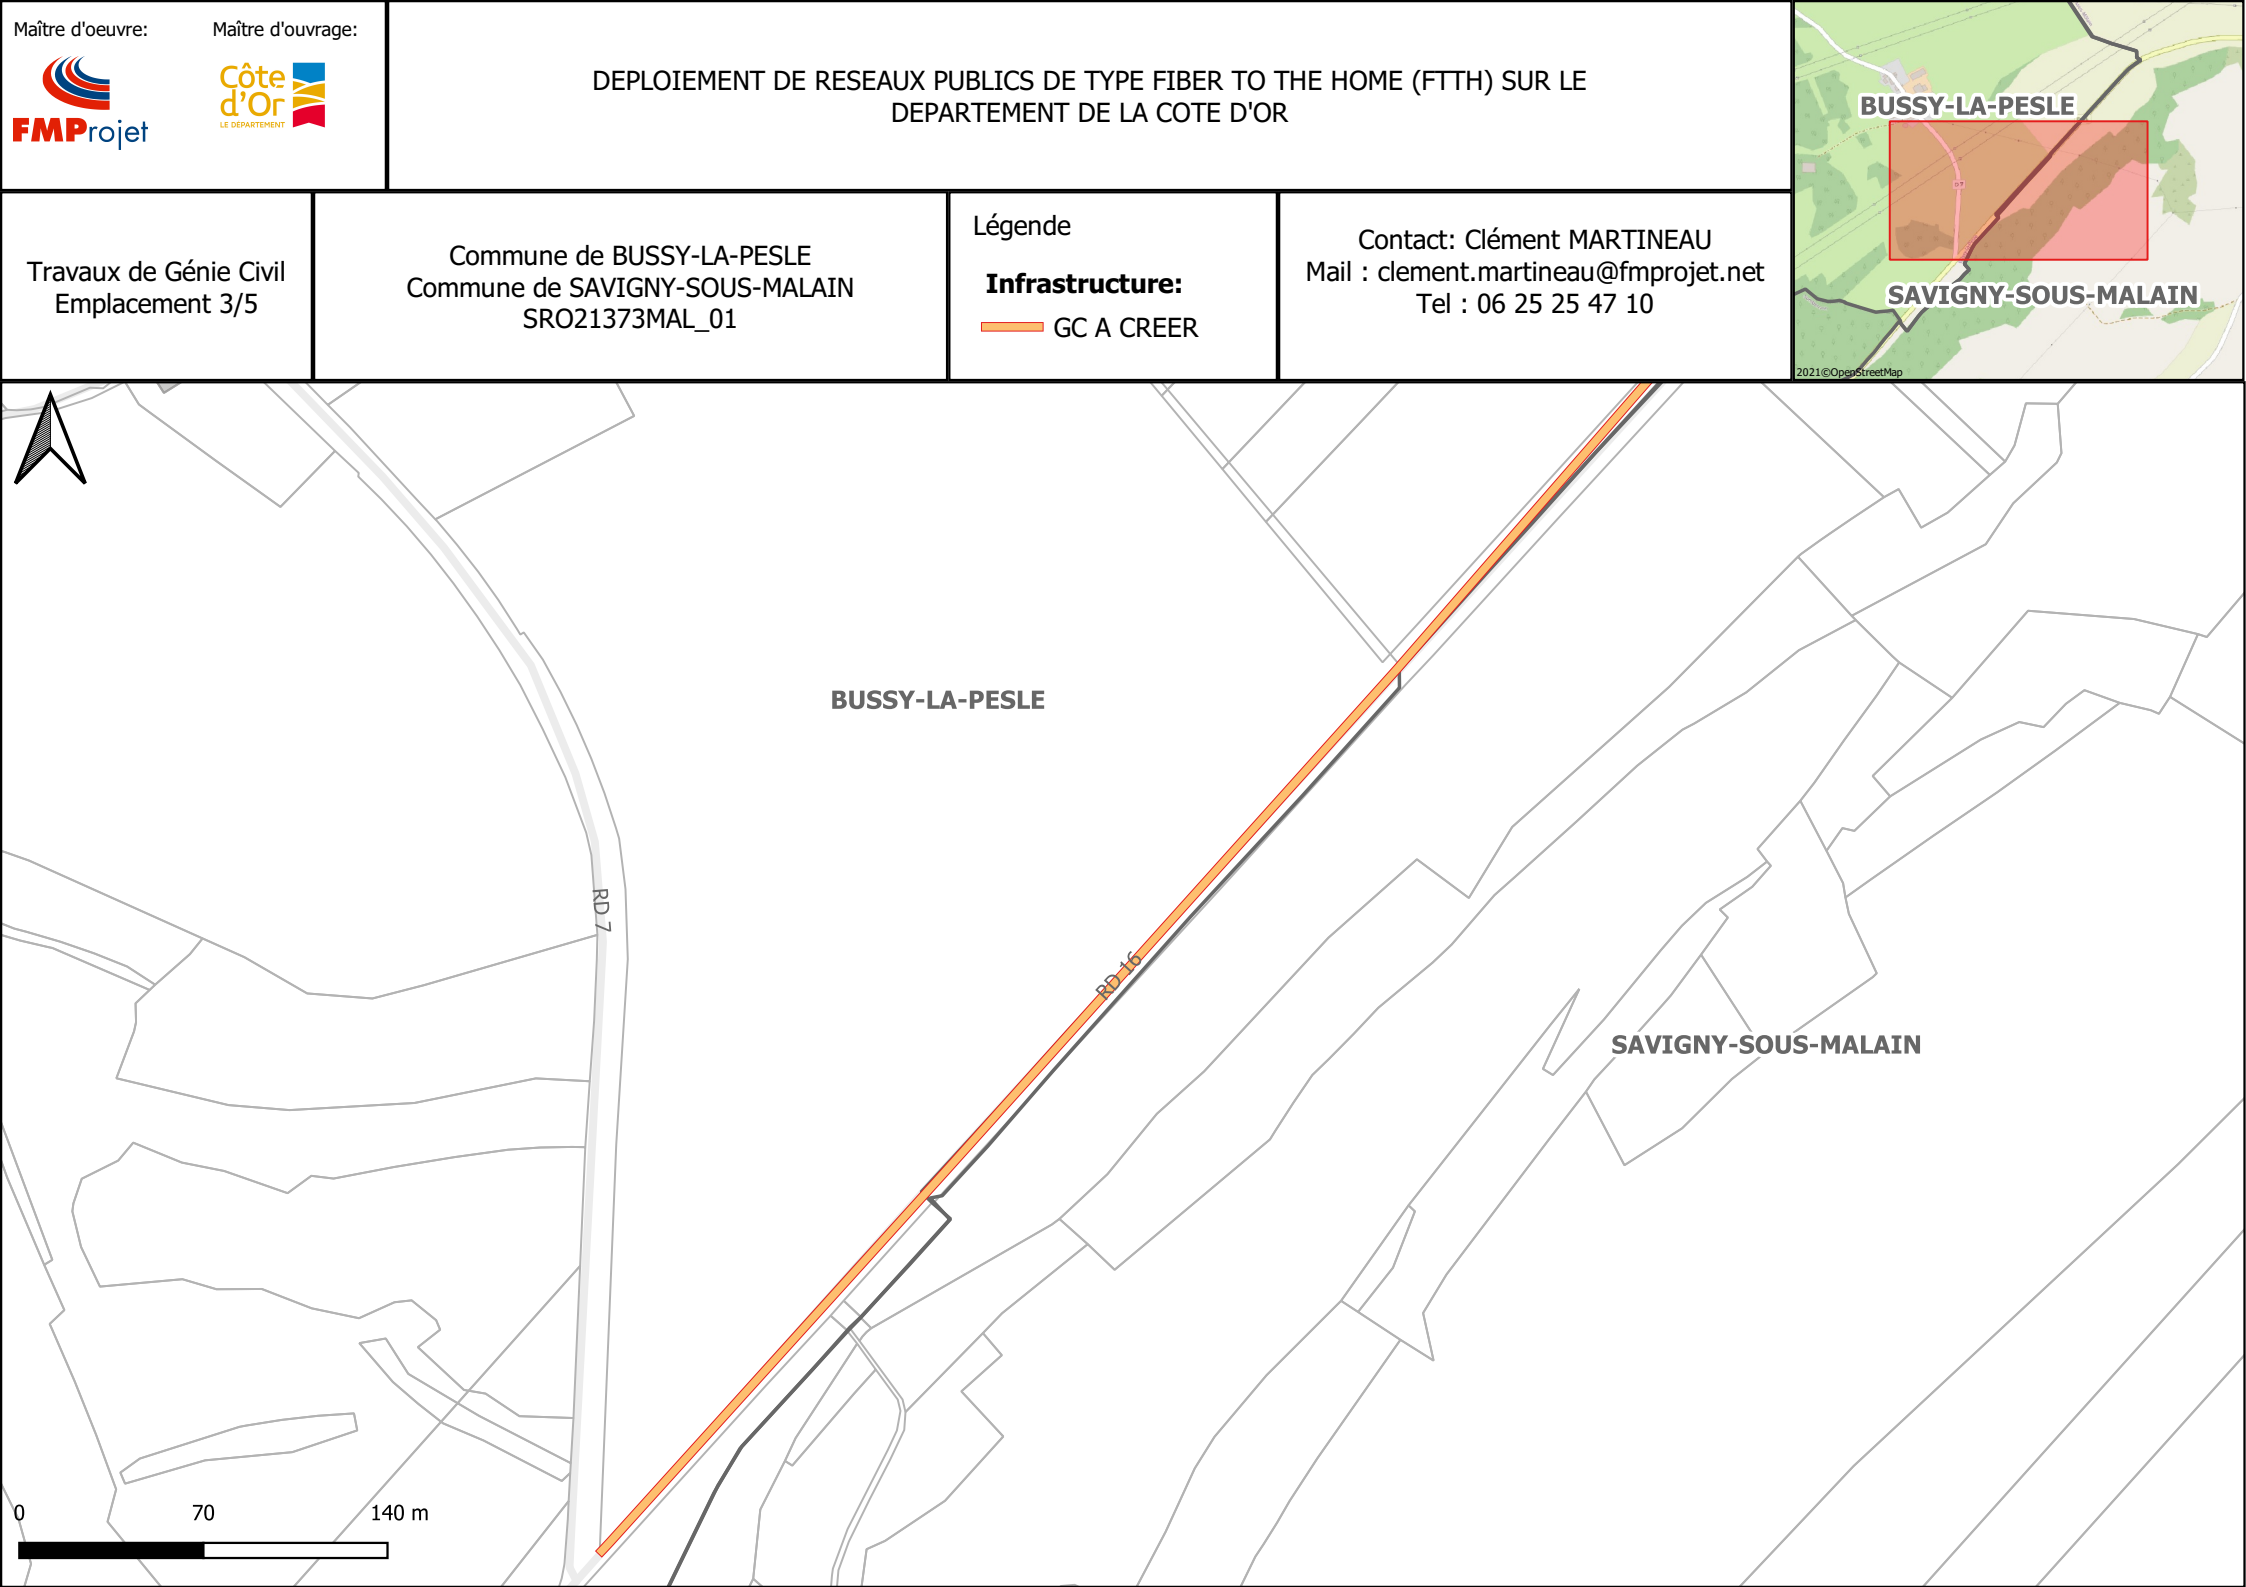 Maître d'oeuvre:
Maître d'ouvrage:
FMProjet
Côte
d'Or
LE DÉPARTEMENT
DEPLOIEMENT DE RESEAUX PUBLICS DE TYPE FIBER TO THE HOME (FTTH) SUR LE
DEPARTEMENT DE LA COTE D'OR
BUSSY-LA-PESLE
SAVIGNY-SOUS-MALAIN
2021©OpenStreetMap
Travaux de Génie Civil
Emplacement 3/5
Commune de BUSSY-LA-PESLE
Commune de SAVIGNY-SOUS-MALAIN
SRO21373MAL_01
Légende
Infrastructure:
GC A CREER
Contact: Clément MARTINEAU
Mail : clement.martineau@fmprojet.net
Tel : 06 25 25 47 10
BUSSY-LA-PESLE
RD 7
RD 16
SAVIGNY-SOUS-MALAIN
0 70 140 m